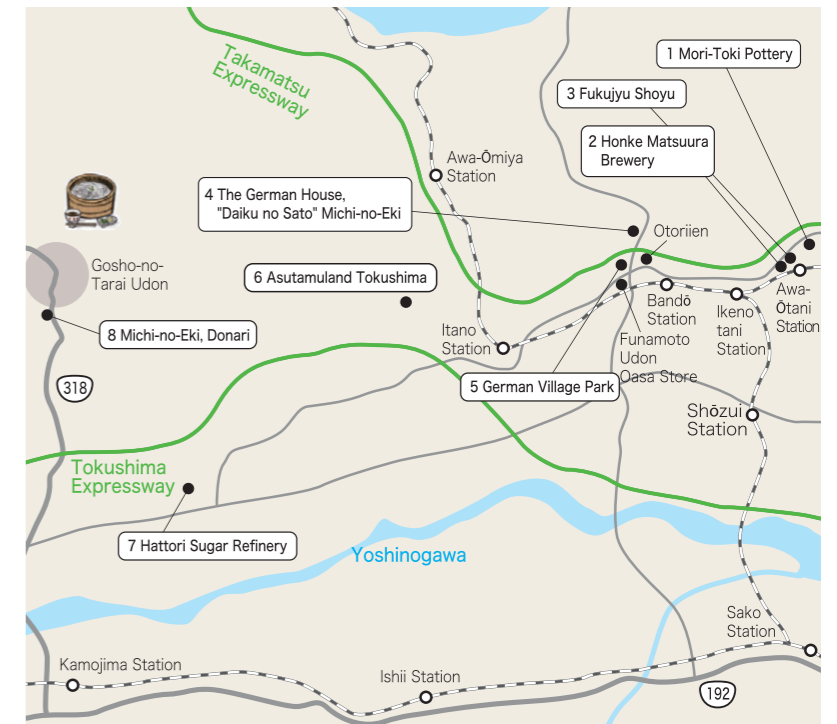 Takamatsu
Expressway
1 Mori-Toki Pottery
3 Fukujyu Shoyu
2 Honke Matsuura
Brewery
Awa-Ōmiya
Station
4 The German House,
"Daiku no Sato" Michi-no-Eki
Otoriien
Gosho-no-
Tarai Udon
6 Asutamuland Tokushima
Bandō
Station
Ikeno
tani
Station
Awa-
Ōtani
Station
8 Michi-no-Eki, Donari
Itano
Station
Funamoto
Udon
Oasa Store
5 German Village Park
318
Shōzui
Station
Tokushima
Expressway
7 Hattori Sugar Refinery
Yoshinogawa
Sako
Station
Kamojima Station
Ishii Station
192